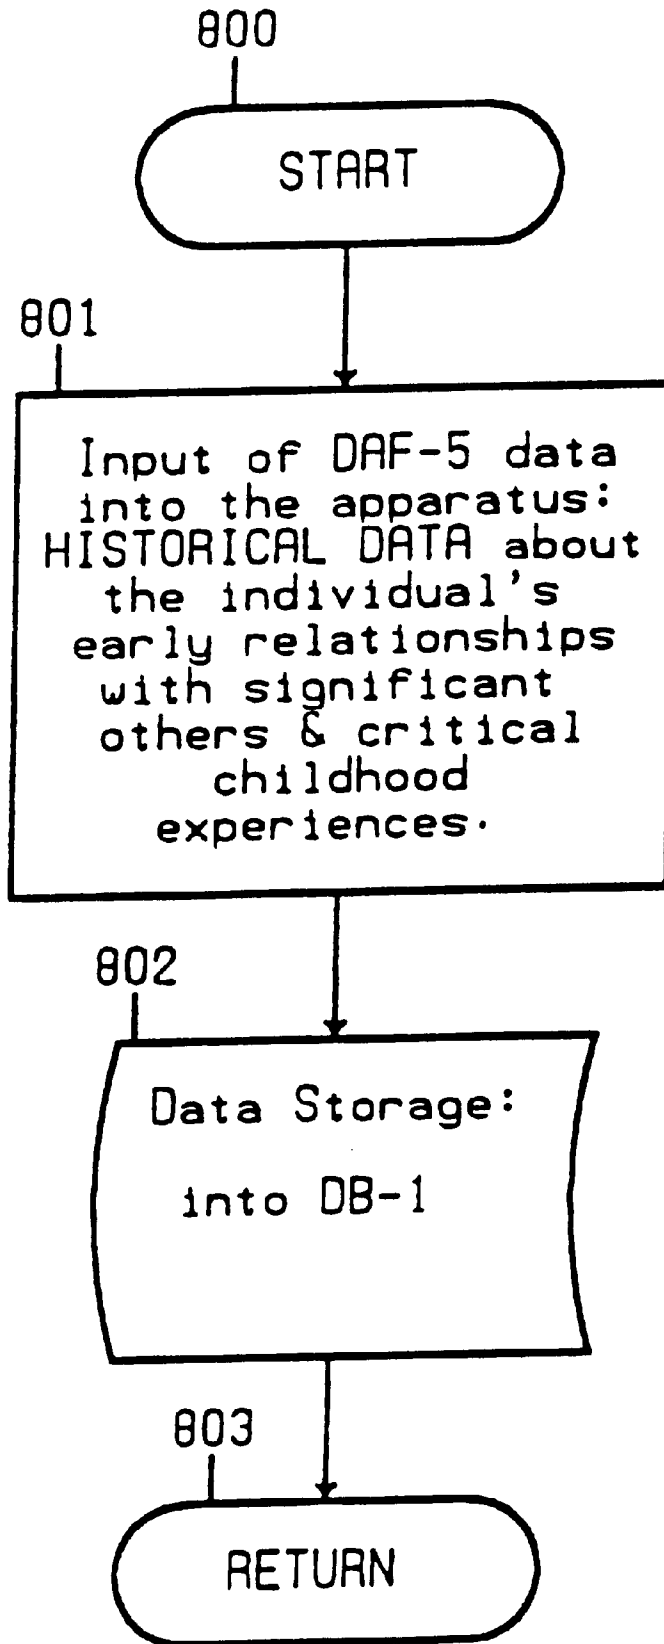 800
START
801
Input of DAF-5 data
into the apparatus:
HISTORICAL DATA about
the individual's
early relationships
with significant
others & critical
childhood
experiences.
802
Data Storage:
into DB-1
803
RETURN